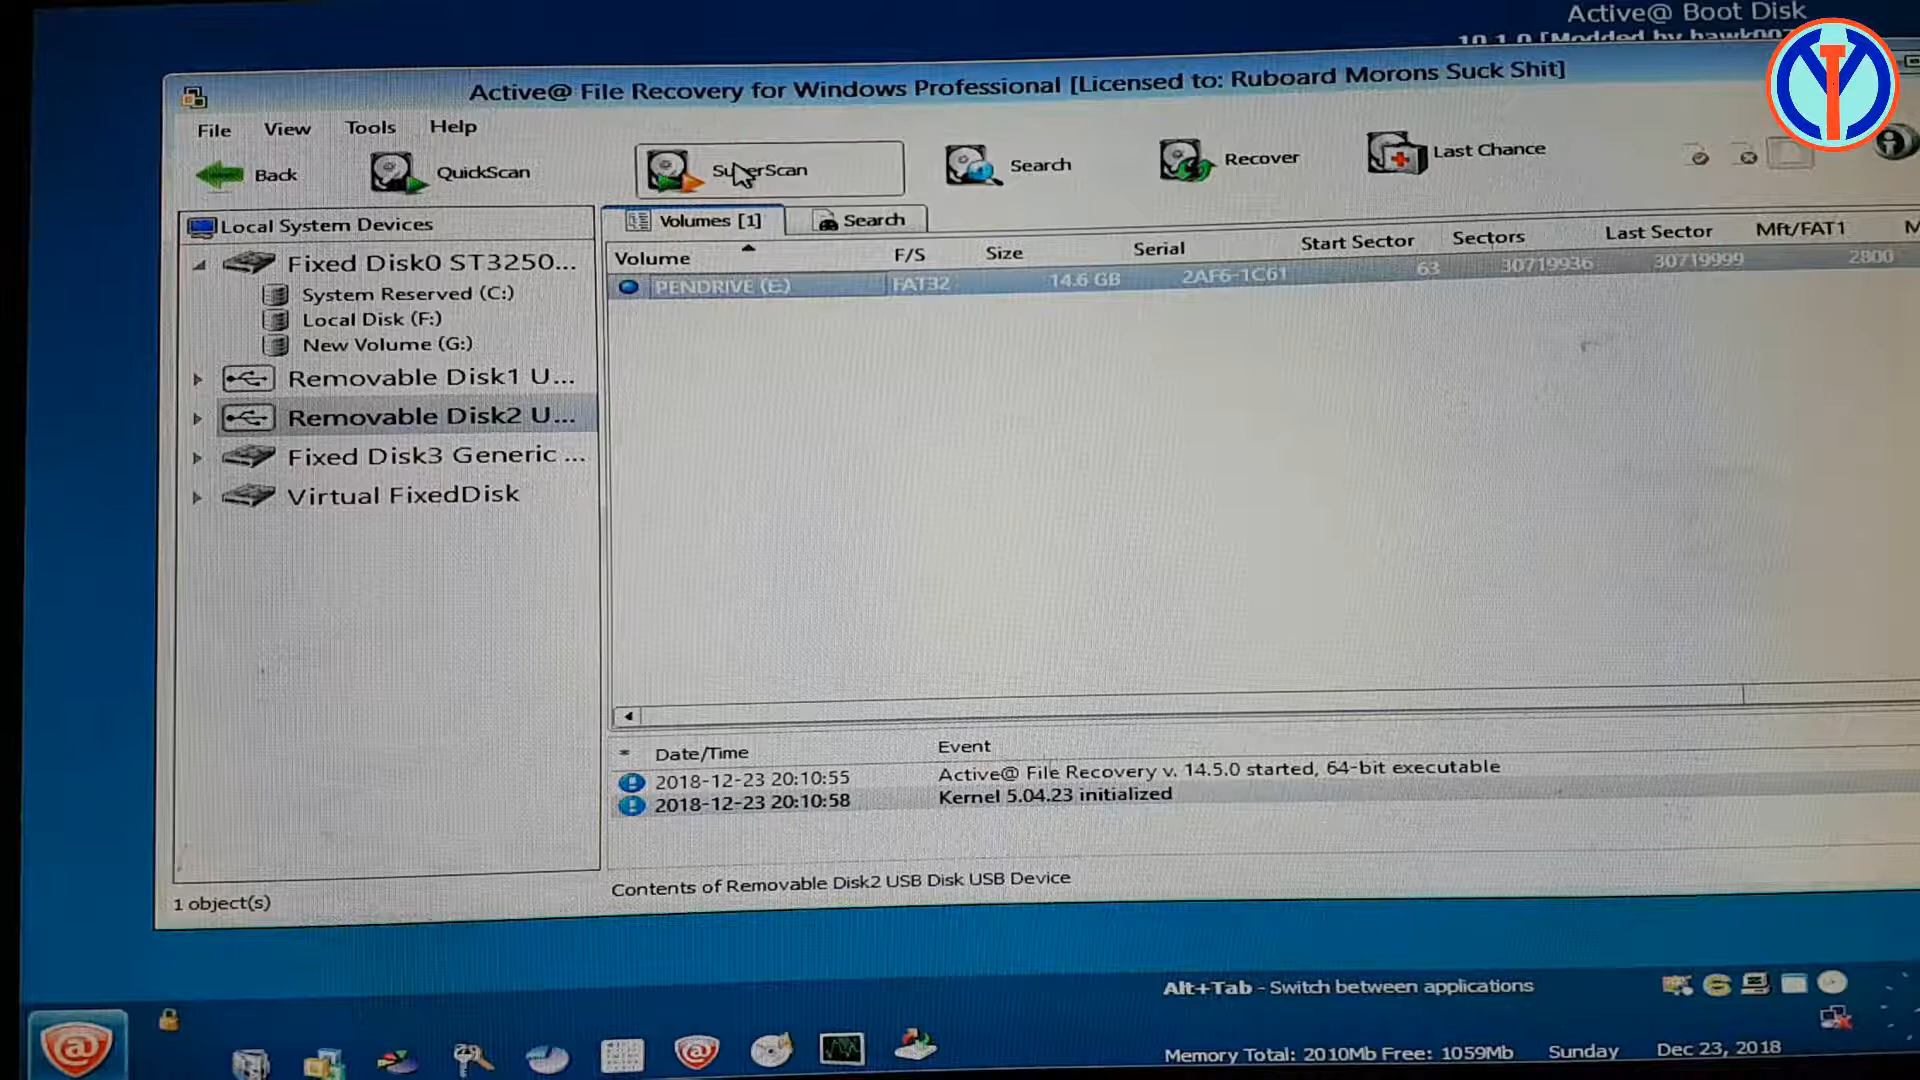 Active@ Boot Disk
10.1.0 [Modded by hawk007
Active@ File Recovery for Windows Professional [Licensed to: Ruboard Morons Suck Shit]
File View Tools Help
Back QuickScan SuperScan Search Recover Last Chance
Local System Devices
Fixed Disk0 ST3250...
System Reserved (C:)
Local Disk (F:)
New Volume (G:)
Removable Disk1 U...
Removable Disk2 U...
Fixed Disk3 Generic ...
Virtual FixedDisk
Volumes [1] Search
Volume F/S Size Serial Start Sector Sectors Last Sector Mft/FAT1 M
PENDRIVE (E:) FAT32 14.6 GB 2AF6-1C61 63 30719936 30719999 2800
* Date/Time Event
2018-12-23 20:10:55 Active@ File Recovery v. 14.5.0 started, 64-bit executable
2018-12-23 20:10:58 Kernel 5.04.23 initialized
Contents of Removable Disk2 USB Disk USB Device
1 object(s)
Alt+Tab - Switch between applications
Memory Total: 2010Mb Free: 1059Mb Sunday Dec 23, 2018